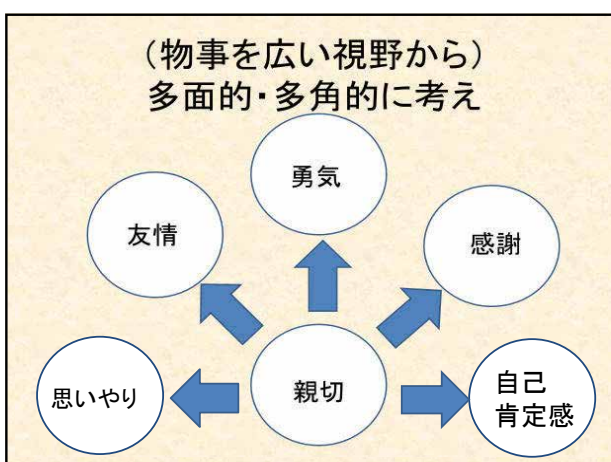 （物事を広い視野から）
多面的・多角的に考え
勇気
友情
感謝
思いやり
親切
自己
肯定感